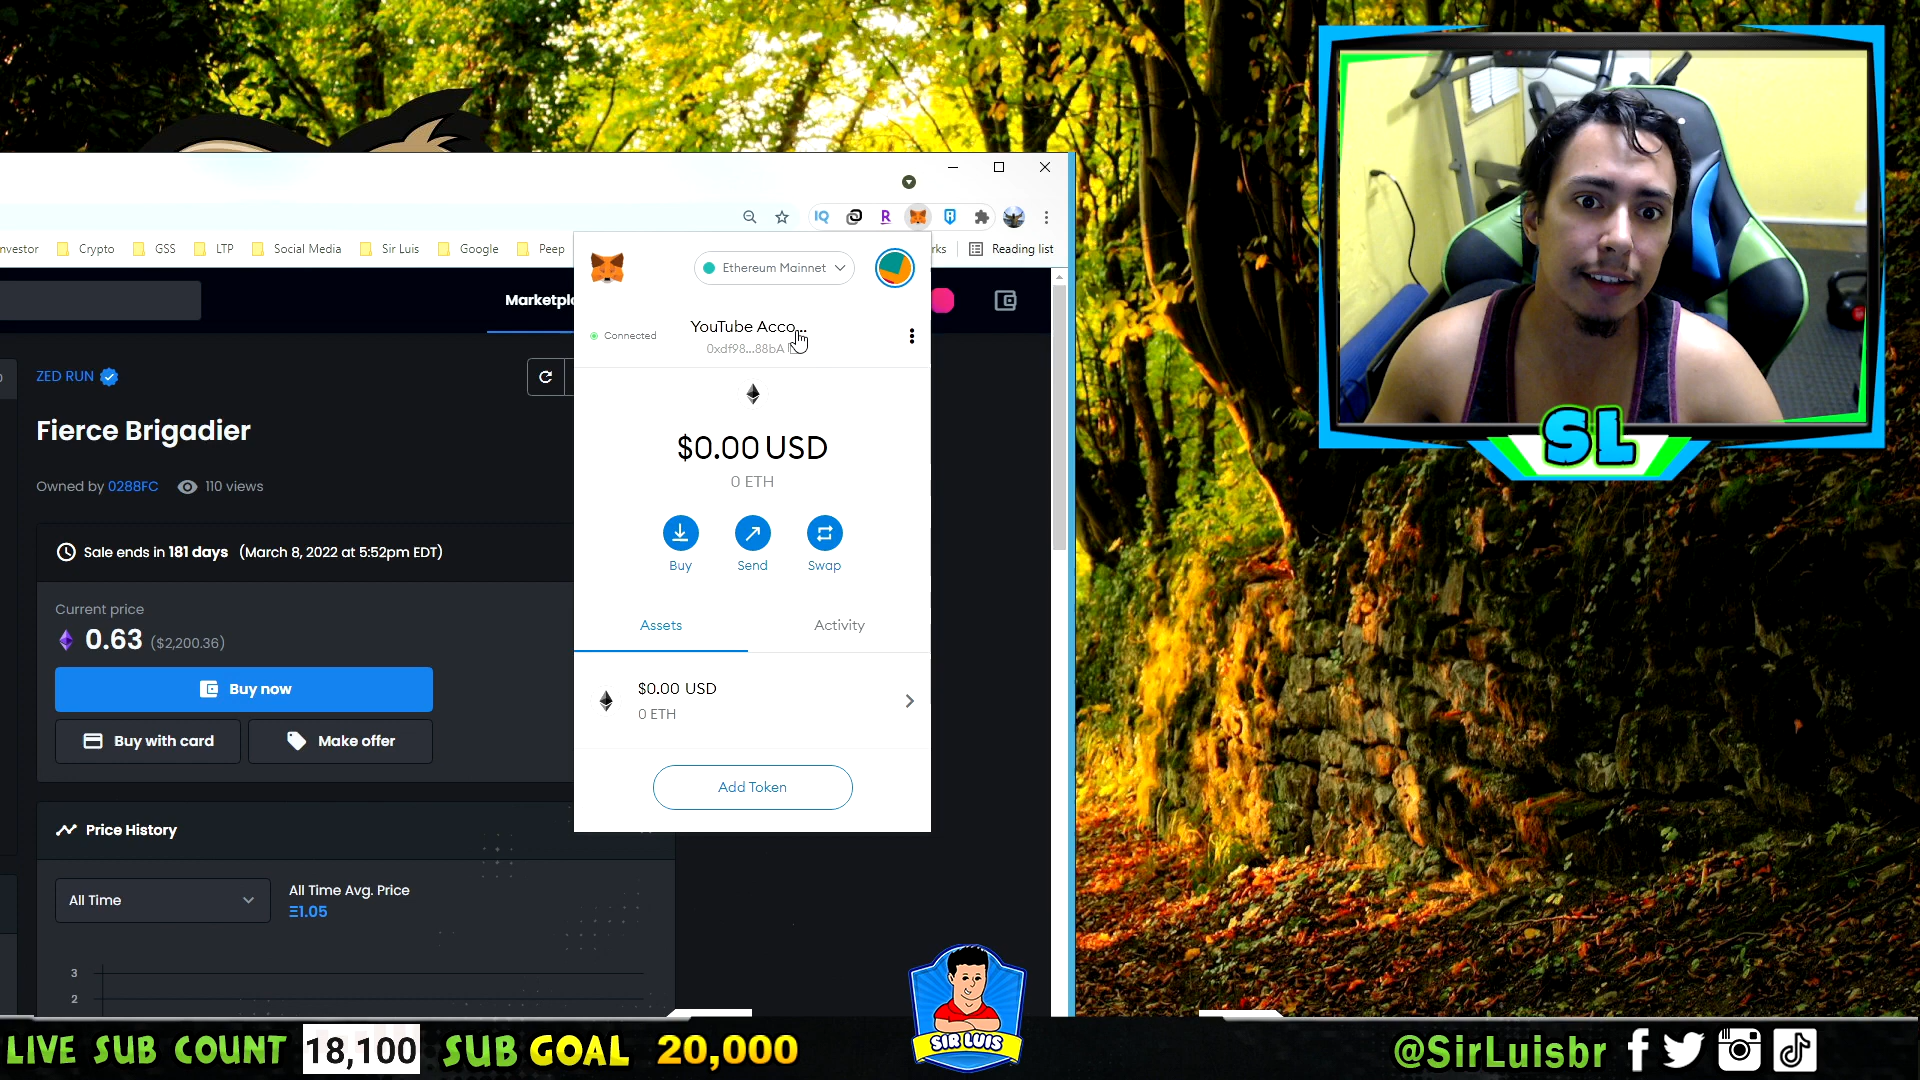 nvestor
Crypto
GSS
LTP
Social Media
Sir Luis
Google
Peep
rks
Reading list
IQ
R
Ethereum Mainnet
Connected
YouTube Acco...
0xdf98...88bA
$0.00 USD
0 ETH
Buy
Send
Swap
Assets
Activity
$0.00 USD
0 ETH
Add Token
Marketpl
ZED RUN
Fierce Brigadier
Owned by 0288FC
110 views
Sale ends in 181 days (March 8, 2022 at 5:52pm EDT)
Current price
0.63 ($2,200.36)
Buy now
Buy with card
Make offer
Price History
All Time
All Time Avg. Price
Ξ1.05
3
2
SL
LIVE SUB COUNT 18,100 SUB GOAL 20,000
SIR LUIS
@SirLuisbr